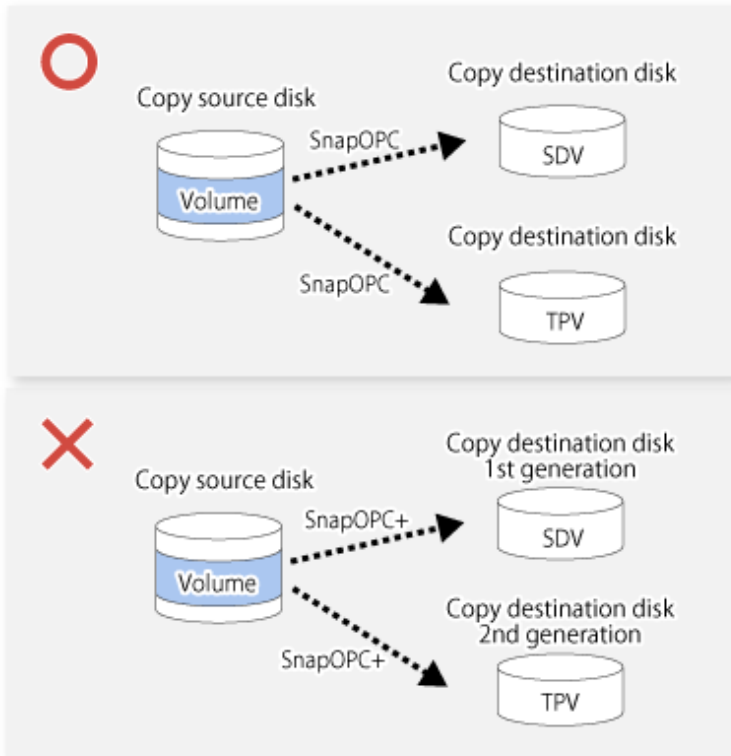 Copy source disk
Volume
SnapOPC
SnapOPC
Copy destination disk
SDV
Copy destination disk
TPV
Copy source disk
Volume
SnapOPC+
SnapOPC+
Copy destination disk
1st generation
SDV
Copy destination disk
2nd generation
TPV